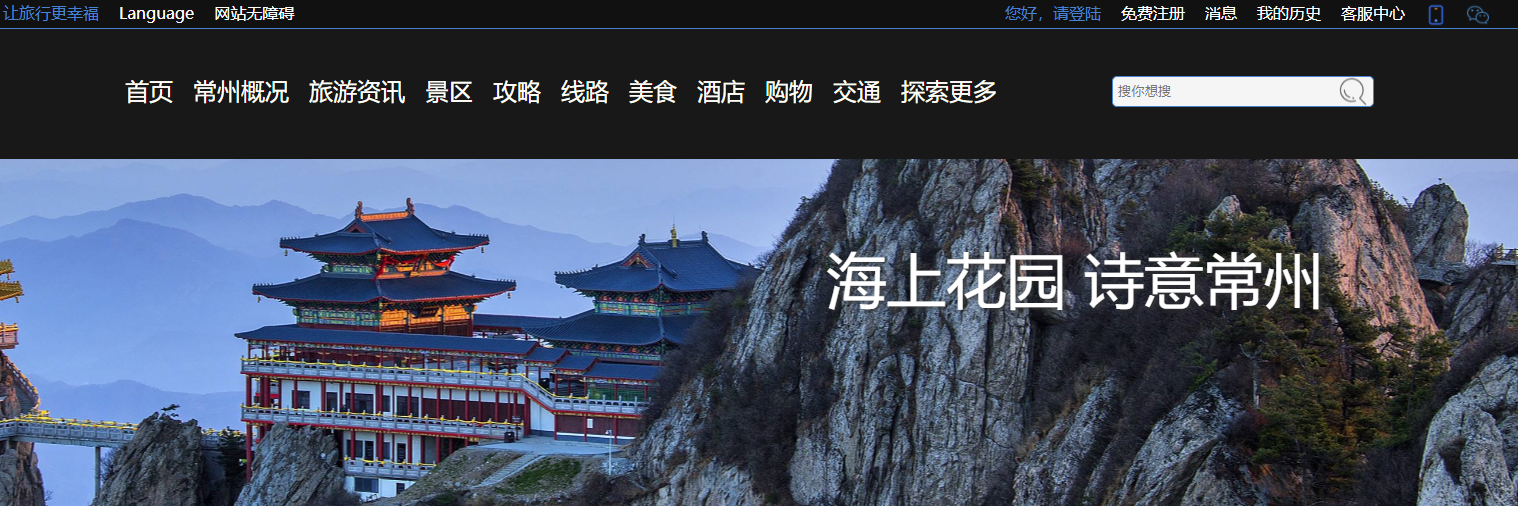 让旅行更幸福 Language 网站无障碍 您好，请登陆 免费注册 消息 我的历史 客服中心
首页 常州概况 旅游资讯 景区 攻略 线路 美食 酒店 购物 交通 探索更多 搜你想搜
海上花园 诗意常州